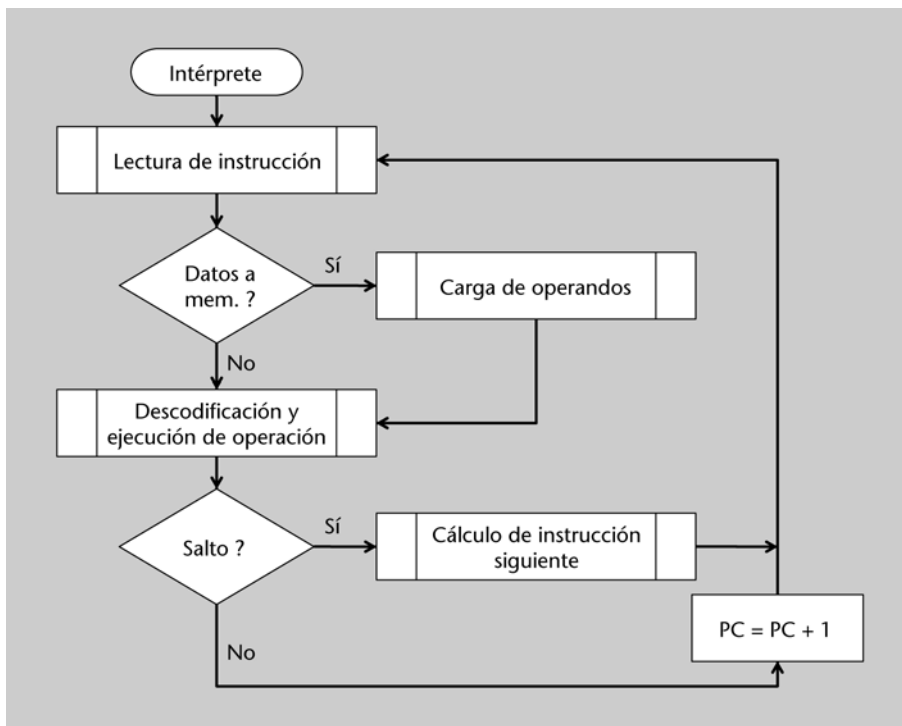 Intérprete
Lectura de instrucción
Datos a
mem. ?
Sí
Carga de operandos
No
Descodificación y
ejecución de operación
Salto ?
Sí
Cálculo de instrucción
siguiente
No
PC = PC + 1